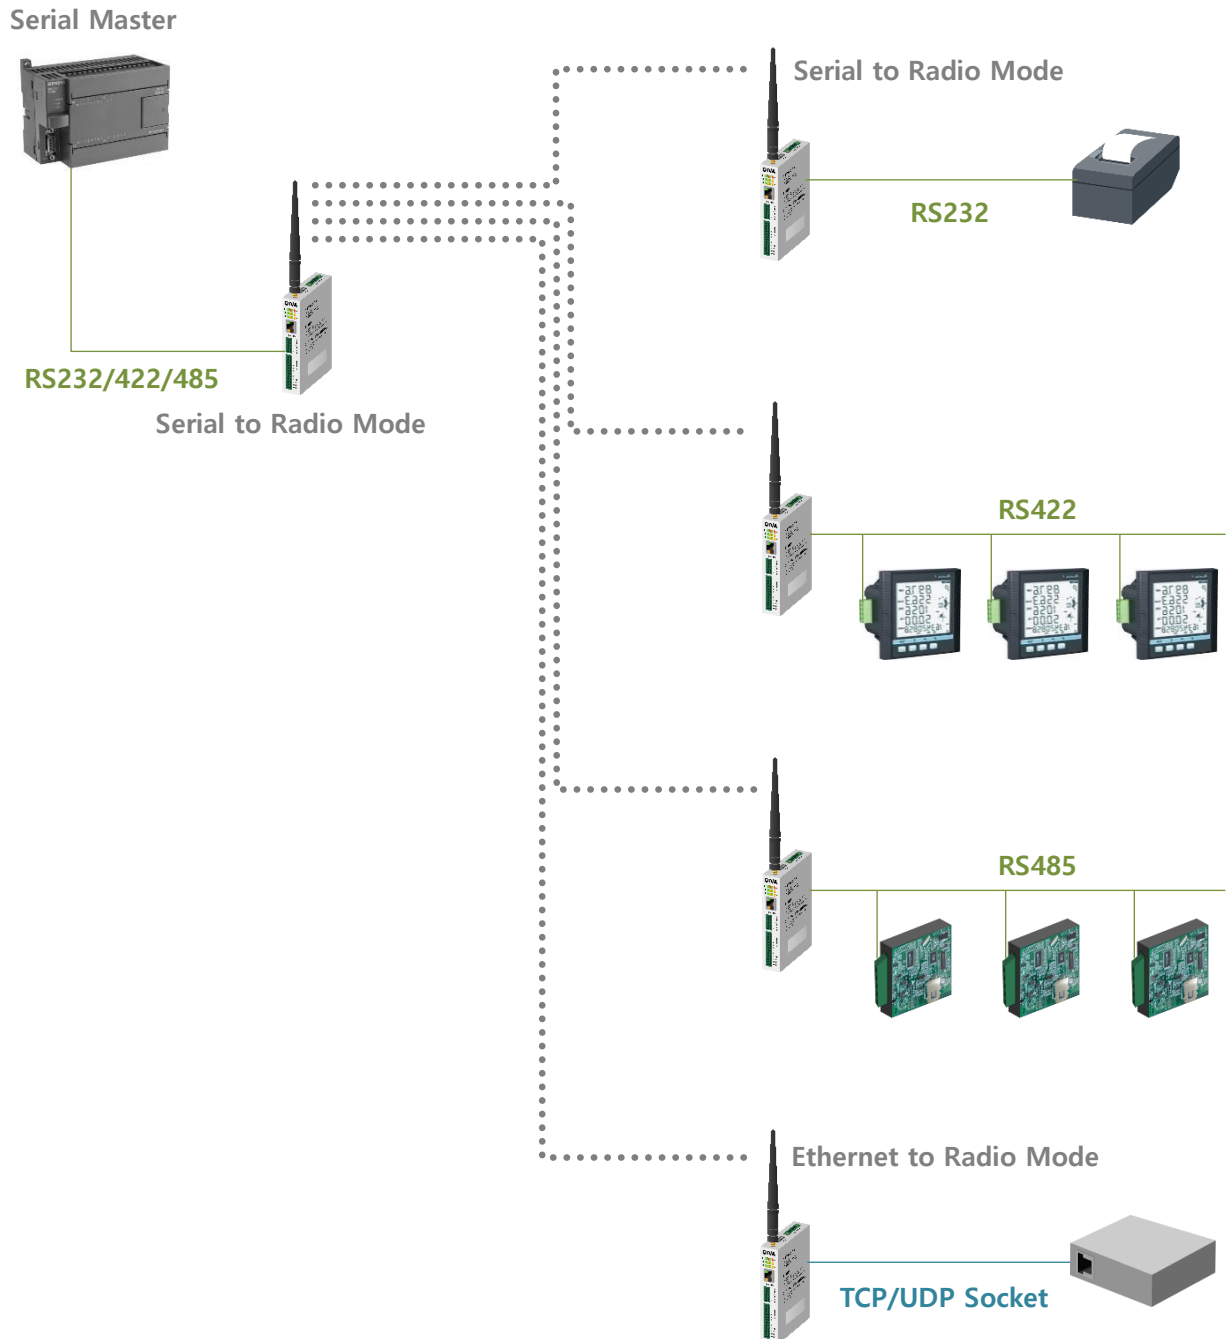 Serial Master
Serial to Radio Mode
RS232
RS232/422/485
Serial to Radio Mode
RS422
RS485
Ethernet to Radio Mode
TCP/UDP Socket